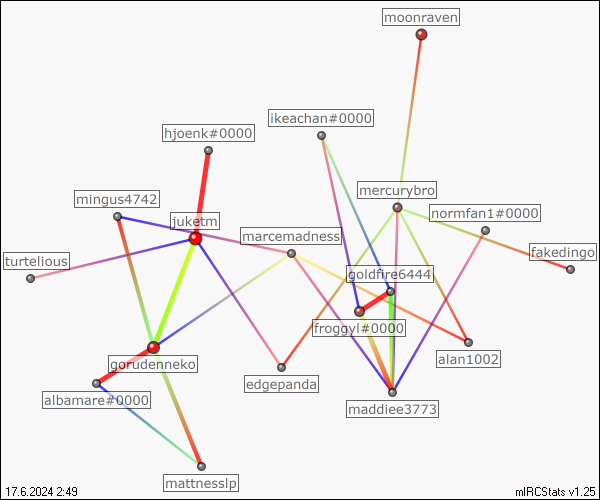 moonraven
ikeachan#0000
hjoenk#0000
mercurybro
mingus4742
normfan1#0000
juketm
marcemadness
turtelious
fakedingo
goldfire6444
froggyl#0000
alan1002
gorudenneko
edgepanda
albamare#0000
maddiee3773
mattnesslp
17.6.2024 2:49
mIRCStats v1.25